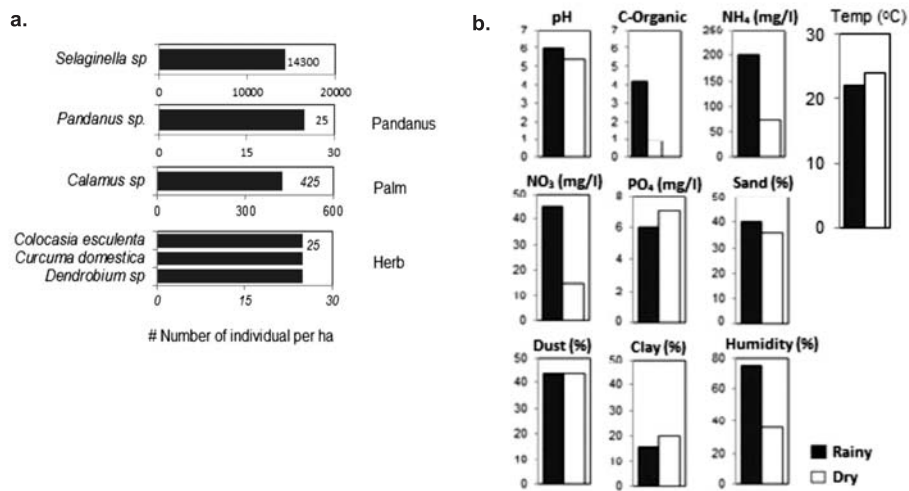 a.
Selaginella sp
14300
0 10000 20000
Pandanus sp.
25
Pandanus
0 15 30
Calamus sp
425
Palm
0 300 600
Colocasia esculenta
25
Curcuma domestica
Herb
Dendrobium sp
0 15 30
# Number of individual per ha
b.
pH
7
6
5
4
3
2
1
0
C-Organic
6
5
4
3
2
1
0
NH₄ (mg/l)
250
200
150
100
50
0
Temp (°C)
30
20
10
0
NO₃ (mg/l)
50
40
30
20
10
0
PO₄ (mg/l)
8
6
4
2
0
Sand (%)
50
40
30
20
10
0
Dust (%)
50
40
30
20
10
0
Clay (%)
50
40
30
20
10
0
Humidity (%)
80
60
40
20
0
Rainy
Dry